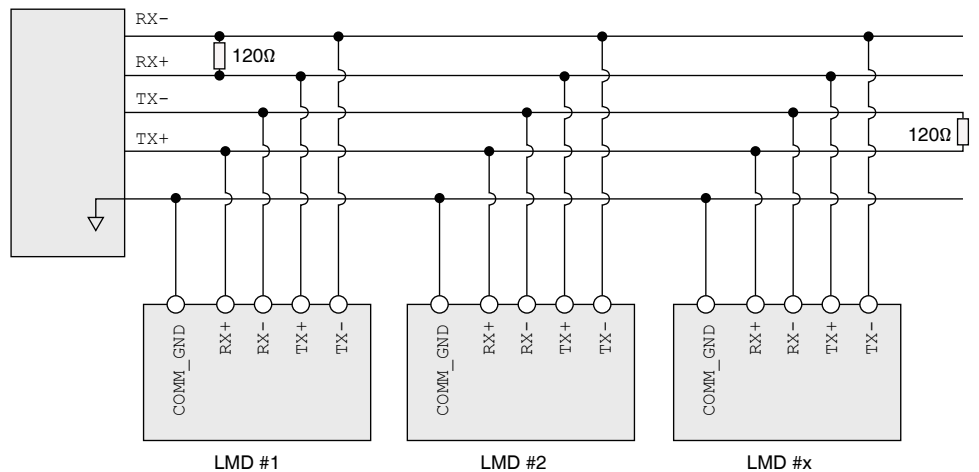 RX-
120Ω
RX+
TX-
TX+
120Ω
COMM_GND
RX+
RX-
TX+
TX-
COMM_GND
RX+
RX-
TX+
TX-
COMM_GND
RX+
RX-
TX+
TX-
LMD #1
LMD #2
LMD #x